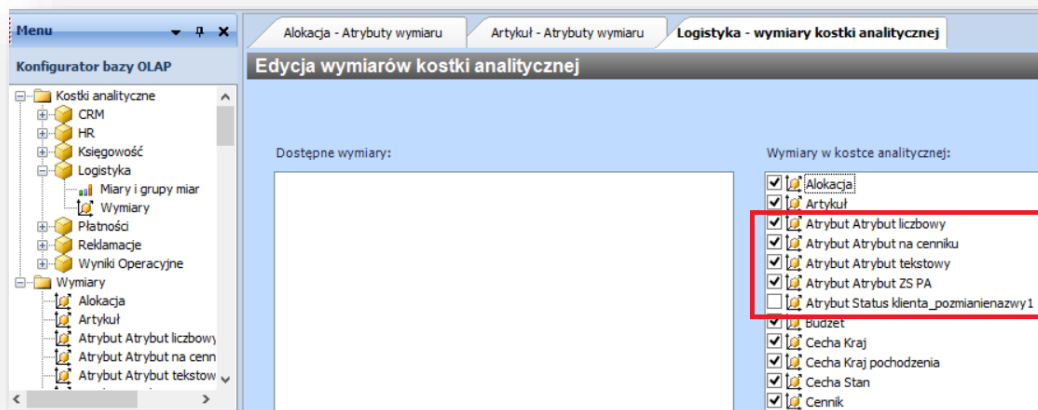 Menu
Konfigurator bazy OLAP
Kostki analityczne
CRM
HR
Księgowość
Logistyka
Miary i grupy miar
Wymiary
Płatności
Reklamacje
Wyniki Operacyjne
Wymiary
Alokacja
Artykuł
Atrybut Atrybut liczbowy
Atrybut Atrybut na cenn
Atrybut Atrybut tekstow
Alokacja - Atrybuty wymiaru
Artykuł - Atrybuty wymiaru
Logistyka - wymiary kostki analitycznej
Edycja wymiarów kostki analitycznej
Dostępne wymiary:
Wymiary w kostce analitycznej:
Alokacja
Artykuł
Atrybut Atrybut liczbowy
Atrybut Atrybut na cenniku
Atrybut Atrybut tekstowy
Atrybut Atrybut ZS PA
Atrybut Status klienta_pozmianienazwy1
Budżet
Cecha Kraj
Cecha Kraj pochodzenia
Cecha Stan
Cennik